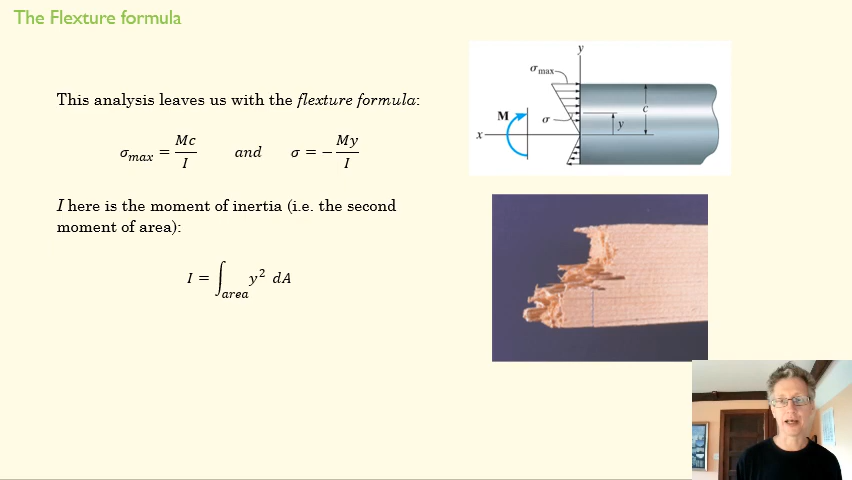 The Flexture formula
This analysis leaves us with the flexture formula:
σmax = Mc/I and σ = −My/I
I here is the moment of inertia (i.e. the second
moment of area):
I = ∫area y² dA
y
σmax
c
M
σ
y
x